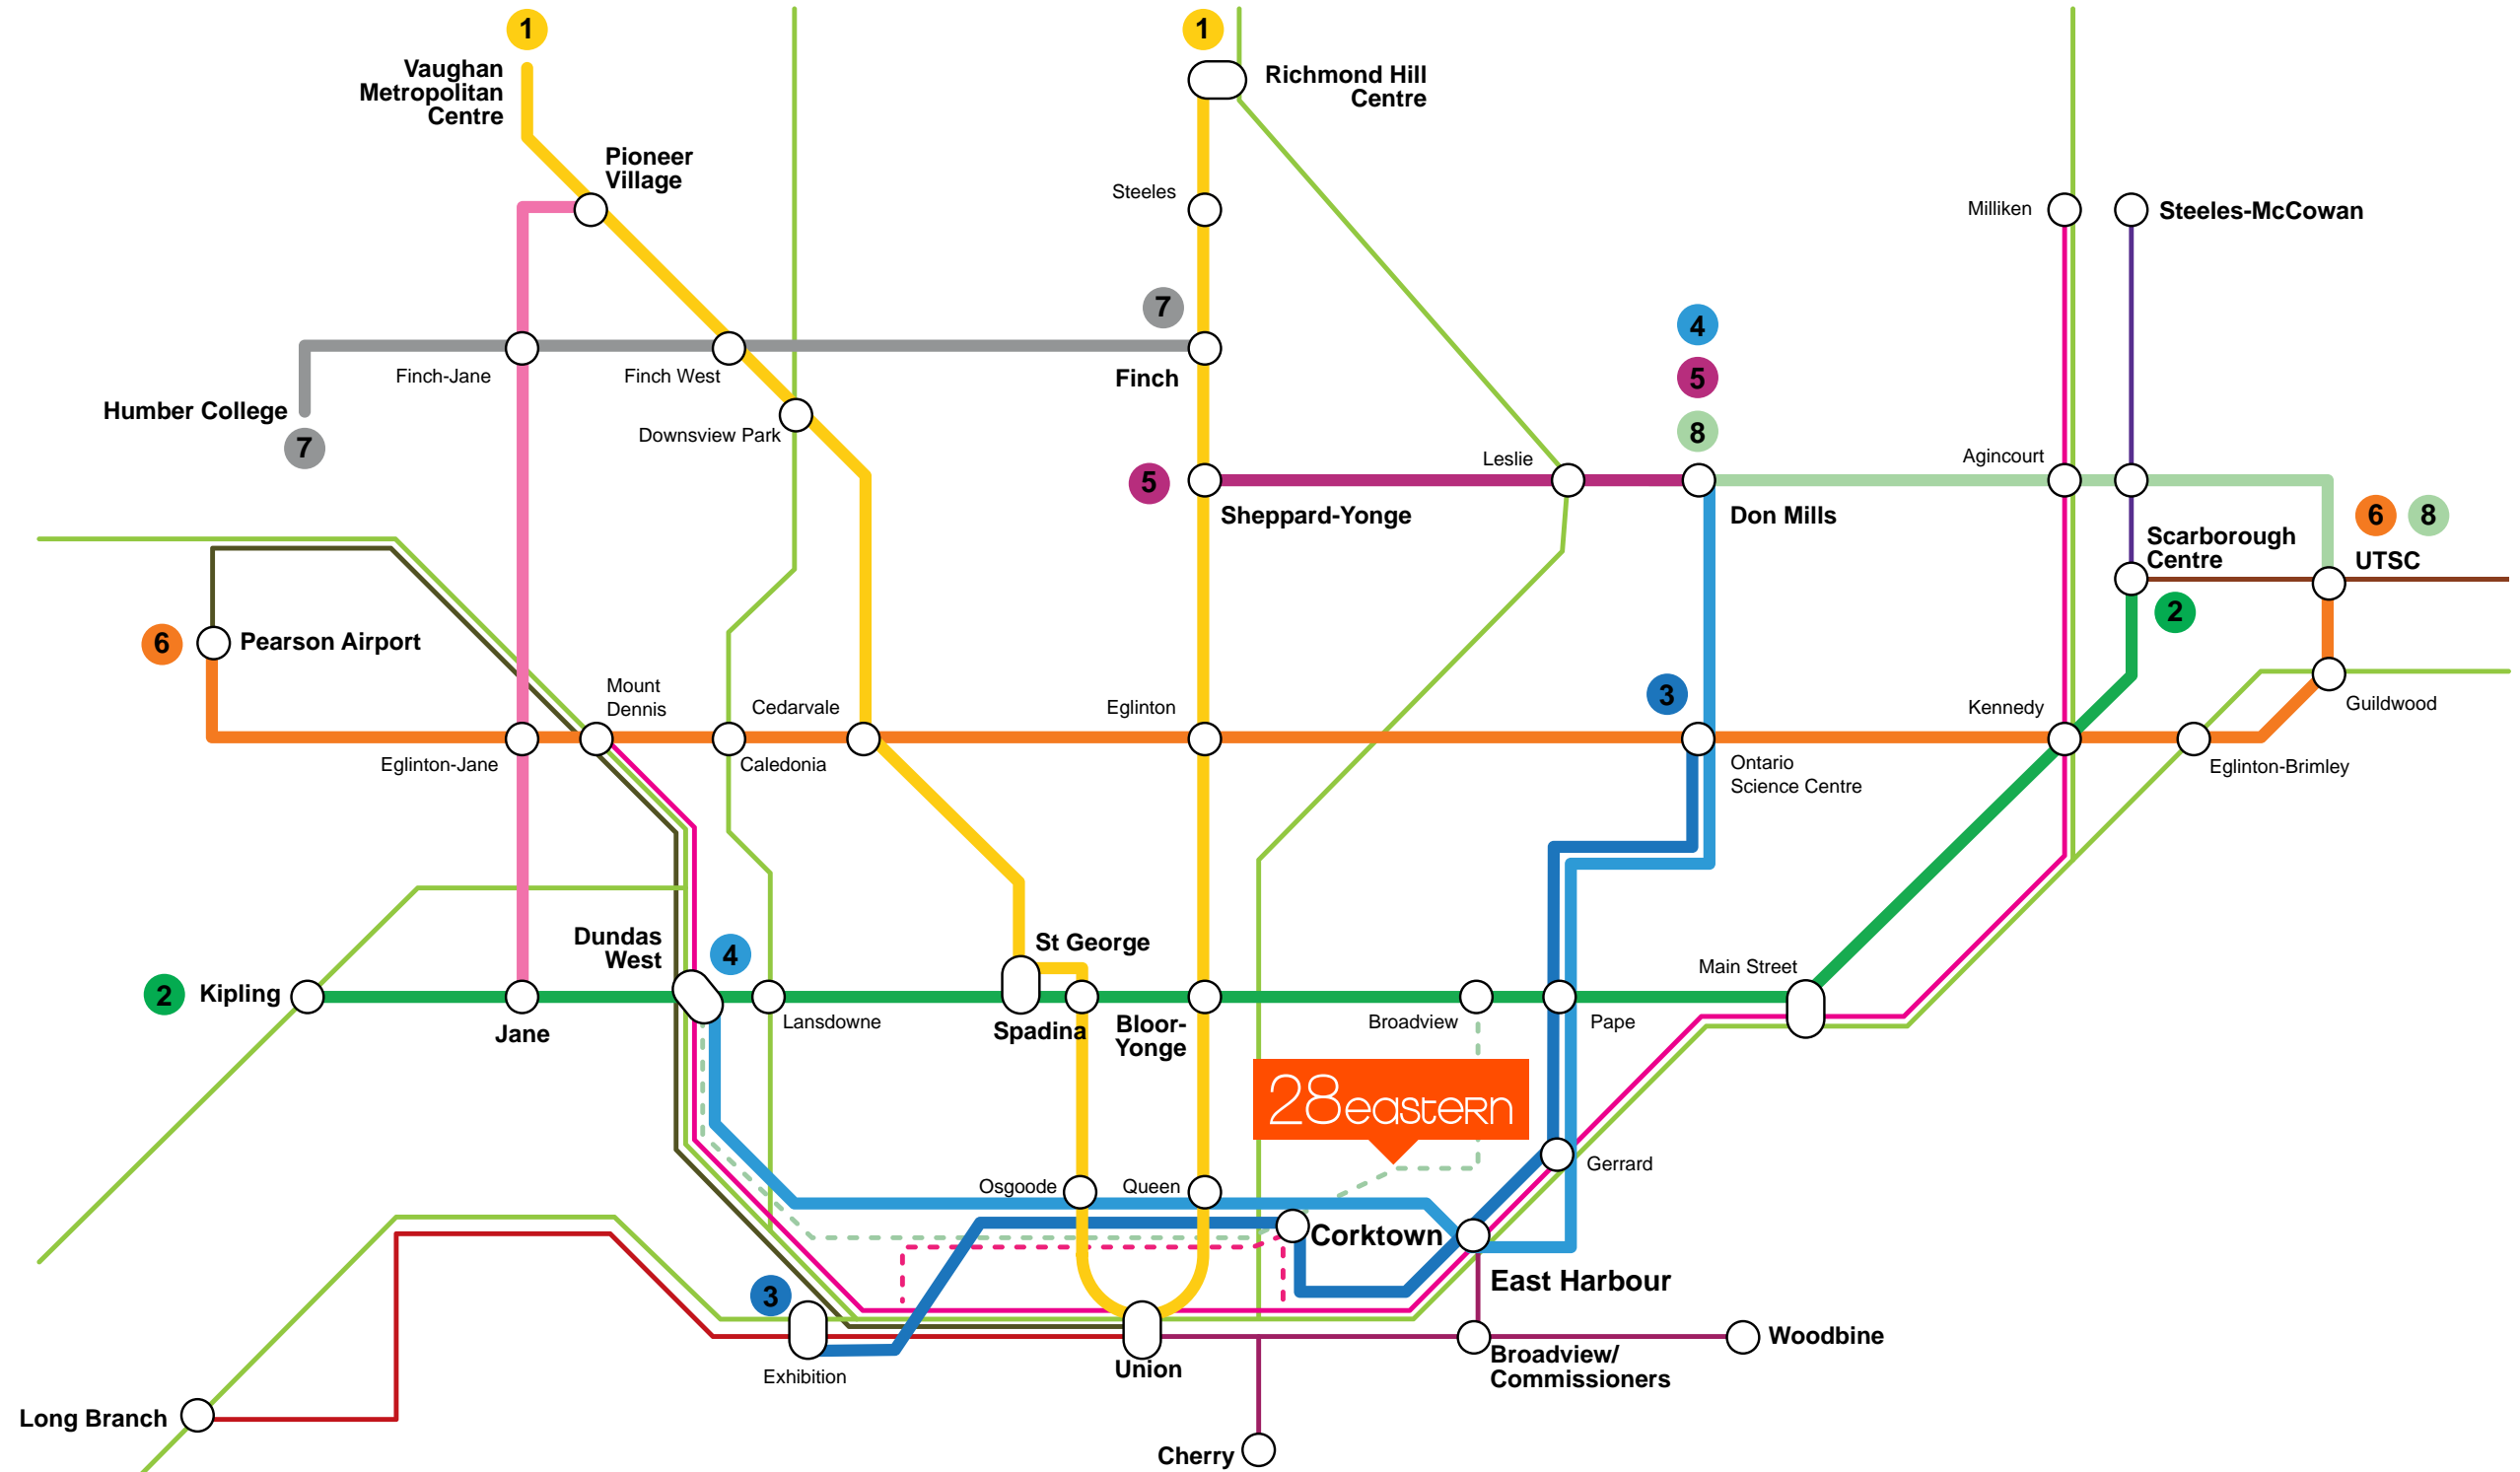 1
1
Vaughan
Metropolitan
Centre
Richmond Hill
Centre
Pioneer
Village
Steeles
Milliken
Steeles-McCowan
7
4
Finch-Jane
Finch West
Finch
5
Humber College
7
Downsview Park
8
Leslie
Agincourt
5
Sheppard-Yonge
Don Mills
6
8
Scarborough
Centre
UTSC
2
6
Pearson Airport
Mount
Dennis
Cedarvale
Eglinton
3
Kennedy
Guildwood
Eglinton-Jane
Caledonia
Ontario
Science Centre
Eglinton-Brimley
Dundas
West
4
St George
Main Street
2
Kipling
Jane
Lansdowne
Spadina
Bloor-
Yonge
Broadview
Pape
28eastern
Gerrard
Osgoode
Queen
Corktown
East Harbour
3
Exhibition
Union
Woodbine
Broadview/
Commissioners
Long Branch
Cherry